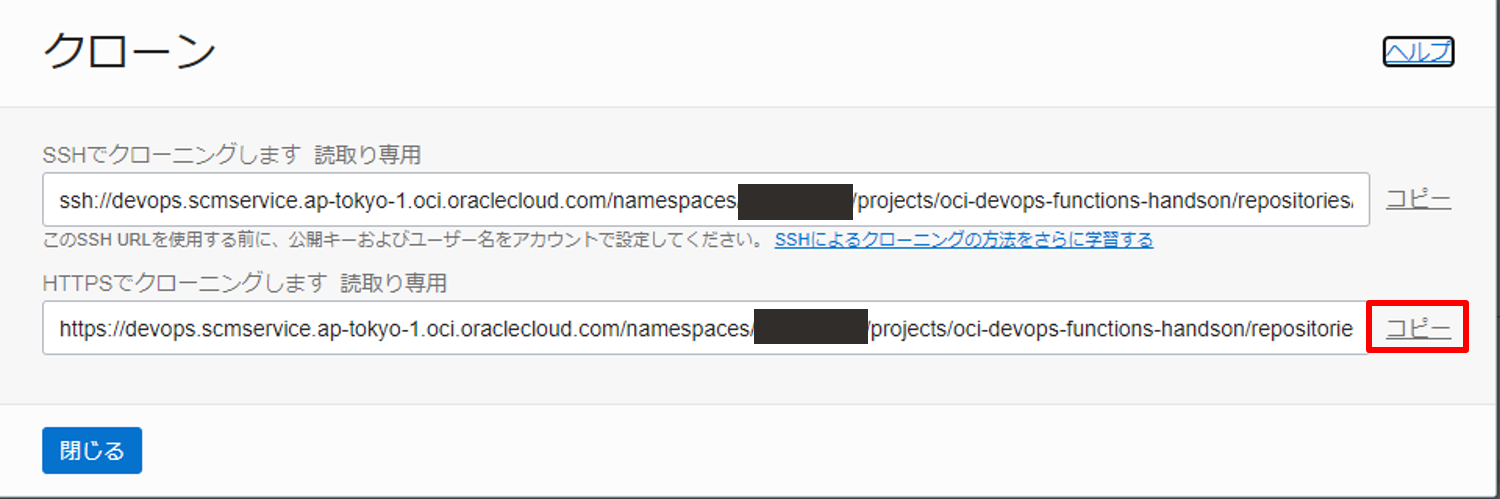 クローン
ヘルプ
SSHでクローニングします 読取り専用
ssh://devops.scmservice.ap-tokyo-1.oci.oraclecloud.com/namespaces/ /projects/oci-devops-functions-handson/repositories/
コピー
このSSH URLを使用する前に、公開キーおよびユーザー名をアカウントで設定してください。 SSHによるクローニングの方法をさらに学習する
HTTPSでクローニングします 読取り専用
https://devops.scmservice.ap-tokyo-1.oci.oraclecloud.com/namespaces/ /projects/oci-devops-functions-handson/repositorie
コピー
閉じる